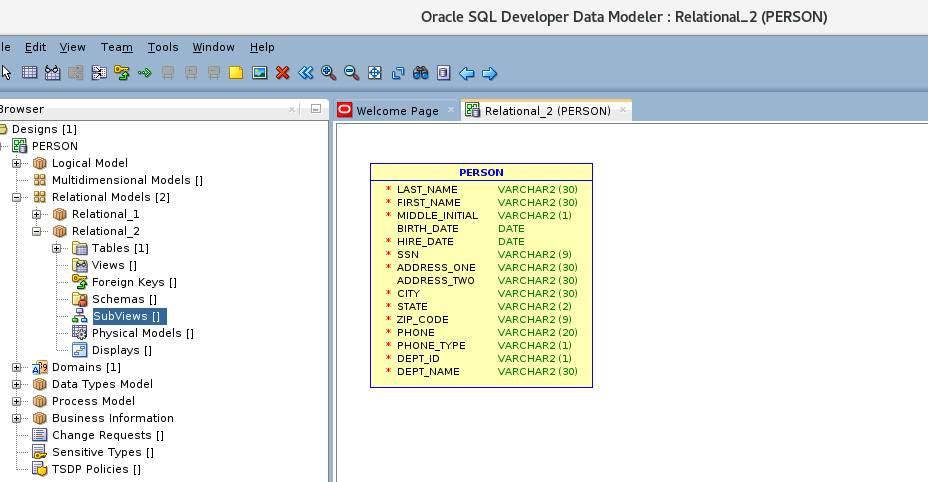 Oracle SQL Developer Data Modeler : Relational_2 (PERSON)
le Edit View Team Tools Window Help
Browser
Welcome Page
Relational_2 (PERSON)
Designs [1]
PERSON
Logical Model
Multidimensional Models []
Relational Models [2]
Relational_1
Relational_2
Tables [1]
Views []
Foreign Keys []
Schemas []
SubViews []
Physical Models []
Displays []
Domains [1]
Data Types Model
Process Model
Business Information
Change Requests []
Sensitive Types []
TSDP Policies []
PERSON
* LAST_NAME VARCHAR2 (30)
* FIRST_NAME VARCHAR2 (30)
* MIDDLE_INITIAL VARCHAR2 (1)
BIRTH_DATE DATE
* HIRE_DATE DATE
* SSN VARCHAR2 (9)
* ADDRESS_ONE VARCHAR2 (30)
ADDRESS_TWO VARCHAR2 (30)
* CITY VARCHAR2 (30)
* STATE VARCHAR2 (2)
* ZIP_CODE VARCHAR2 (9)
* PHONE VARCHAR2 (20)
* PHONE_TYPE VARCHAR2 (1)
* DEPT_ID VARCHAR2 (1)
* DEPT_NAME VARCHAR2 (30)